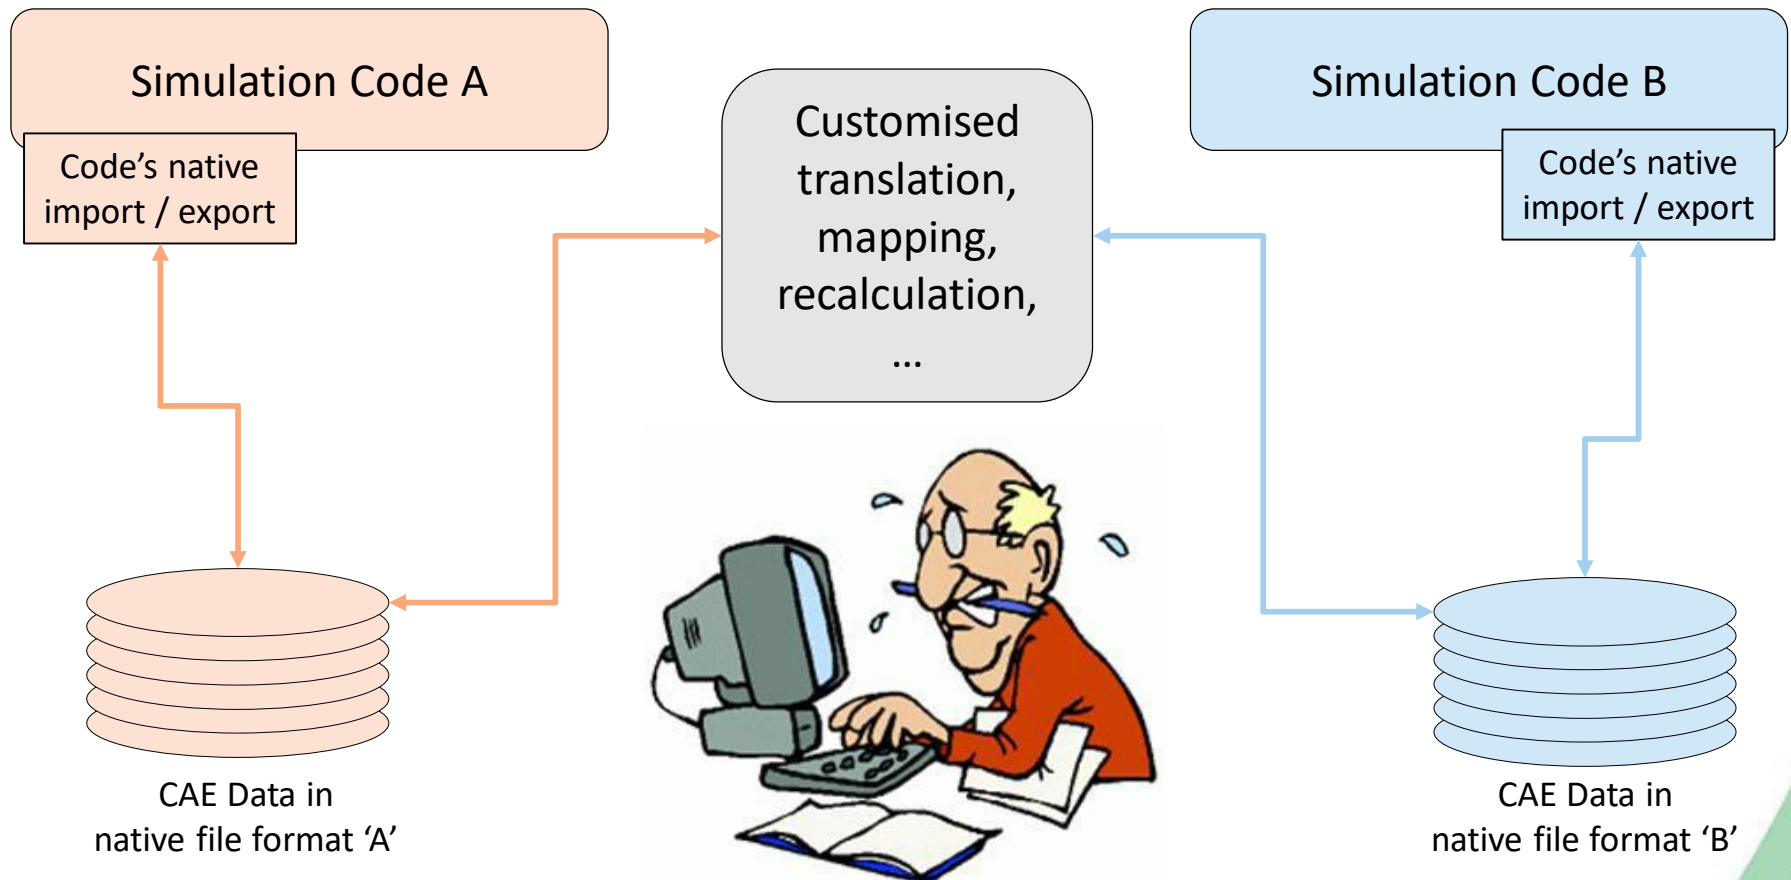 Simulation Code A
Code’s native
import / export
Customised
translation,
mapping,
recalculation,
...
Simulation Code B
Code’s native
import / export
CAE Data in
native file format ‘A’
CAE Data in
native file format ‘B’